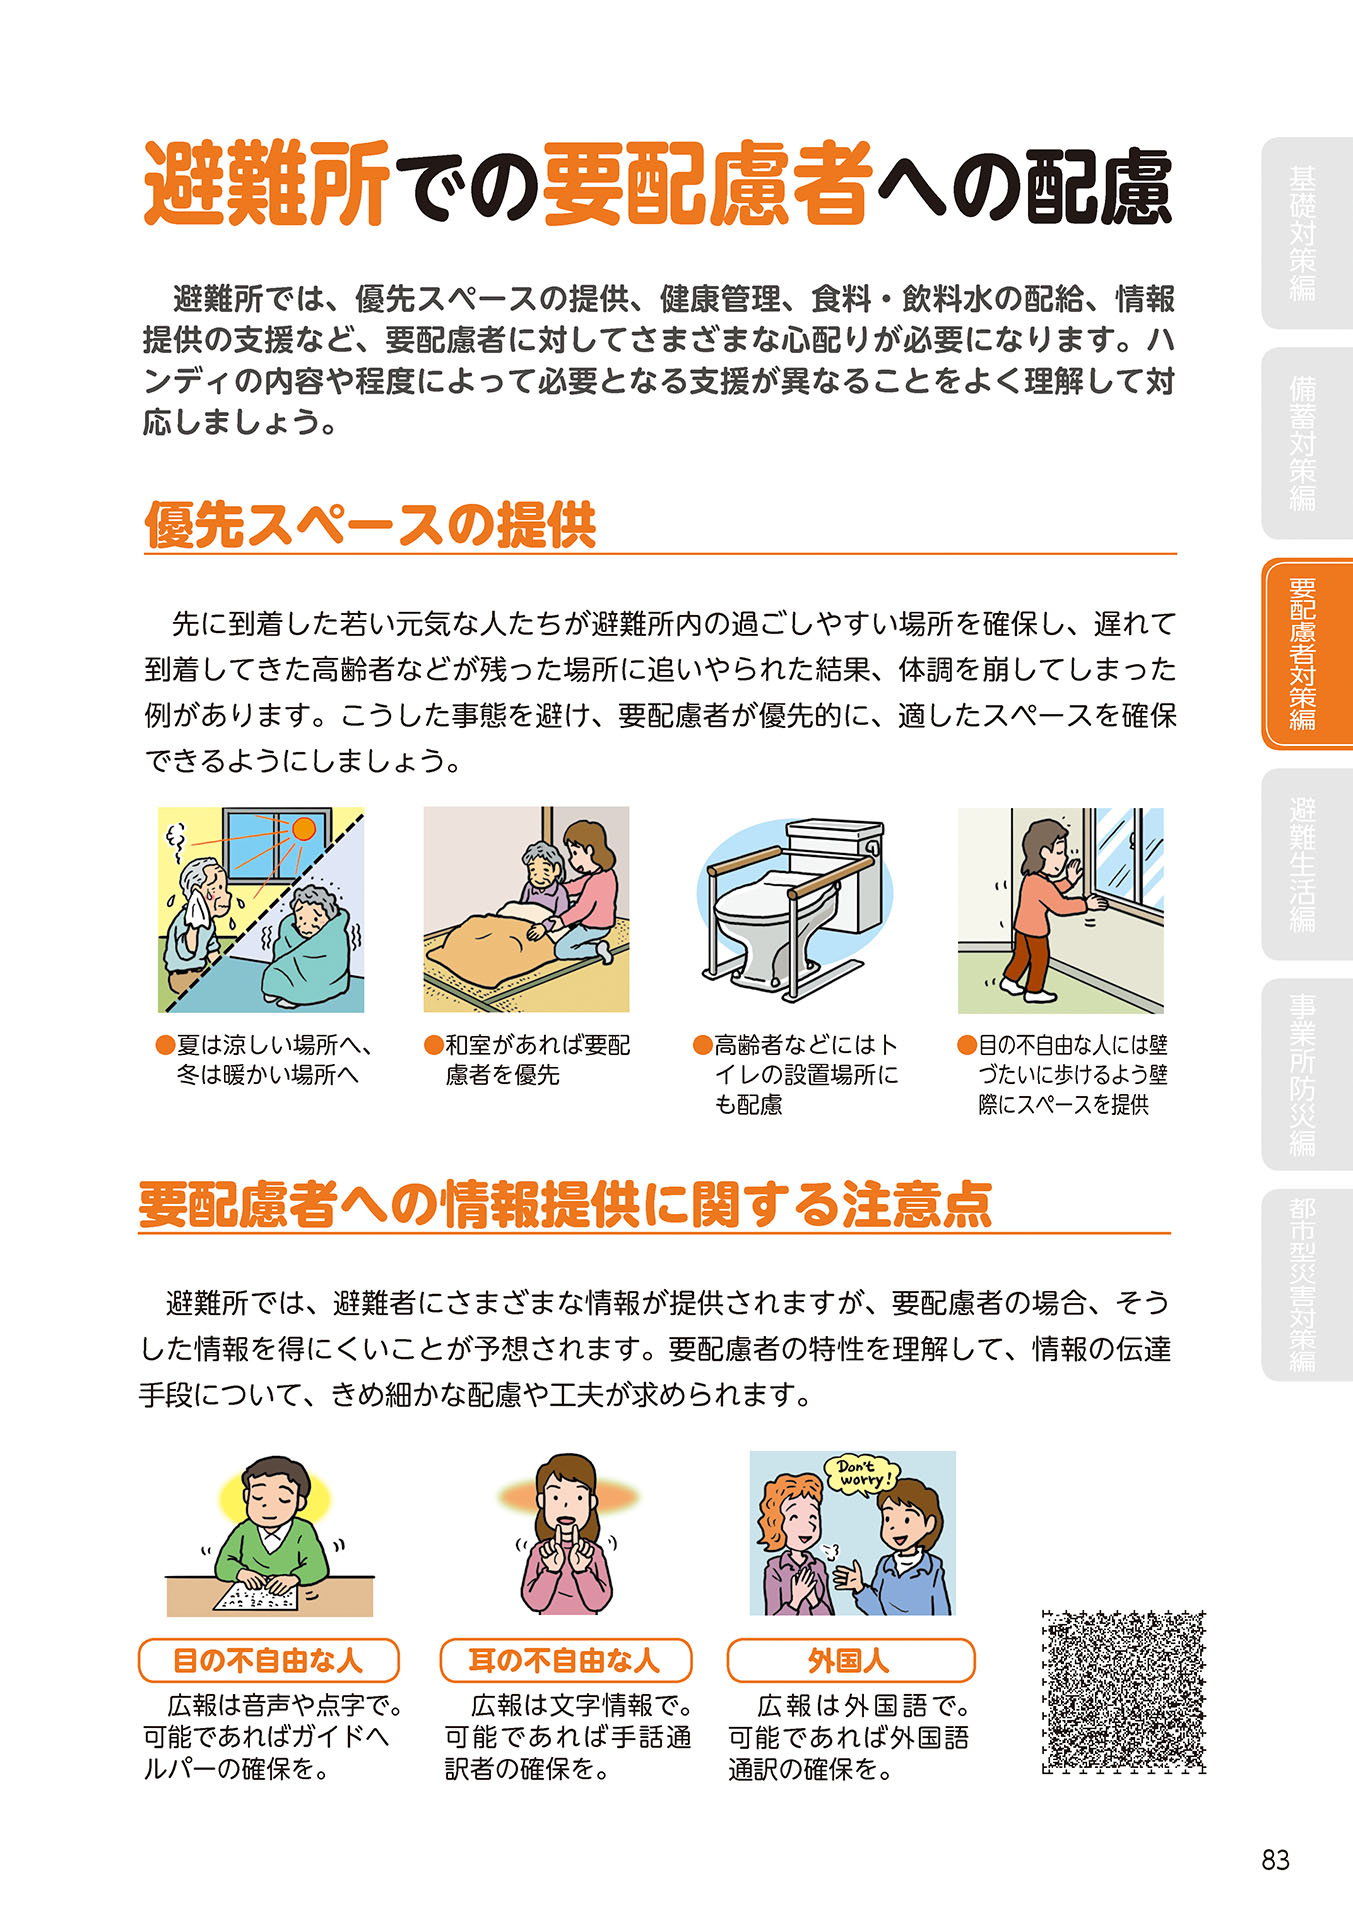 避難所での要配慮者への配慮
避難所では、優先スペースの提供、健康管理、食料・飲料水の配給、情報
提供の支援など、要配慮者に対してさまざまな心配りが必要になります。ハ
ンディの内容や程度によって必要となる支援が異なることをよく理解して対
応しましょう。
優先スペースの提供
先に到着した若い元気な人たちが避難所内の過ごしやすい場所を確保し、遅れて
到着してきた高齢者などが残った場所に追いやられた結果、体調を崩してしまった
例があります。こうした事態を避け、要配慮者が優先的に、適したスペースを確保
できるようにしましょう。
●夏は涼しい場所へ、
冬は暖かい場所へ
●和室があれば要配
慮者を優先
●高齢者などにはト
イレの設置場所に
も配慮
●目の不自由な人には壁
づたいに歩けるよう壁
際にスペースを提供
要配慮者への情報提供に関する注意点
避難所では、避難者にさまざまな情報が提供されますが、要配慮者の場合、そう
した情報を得にくいことが予想されます。要配慮者の特性を理解して、情報の伝達
手段について、きめ細かな配慮や工夫が求められます。
Don't
worry!
目の不自由な人
広報は音声や点字で。
可能であればガイドヘ
ルパーの確保を。
耳の不自由な人
広報は文字情報で。
可能であれば手話通
訳者の確保を。
外国人
広報は外国語で。
可能であれば外国語
通訳の確保を。
基礎対策編
備蓄対策編
要配慮者対策編
避難生活編
事業所防災編
都市型災害対策編
83